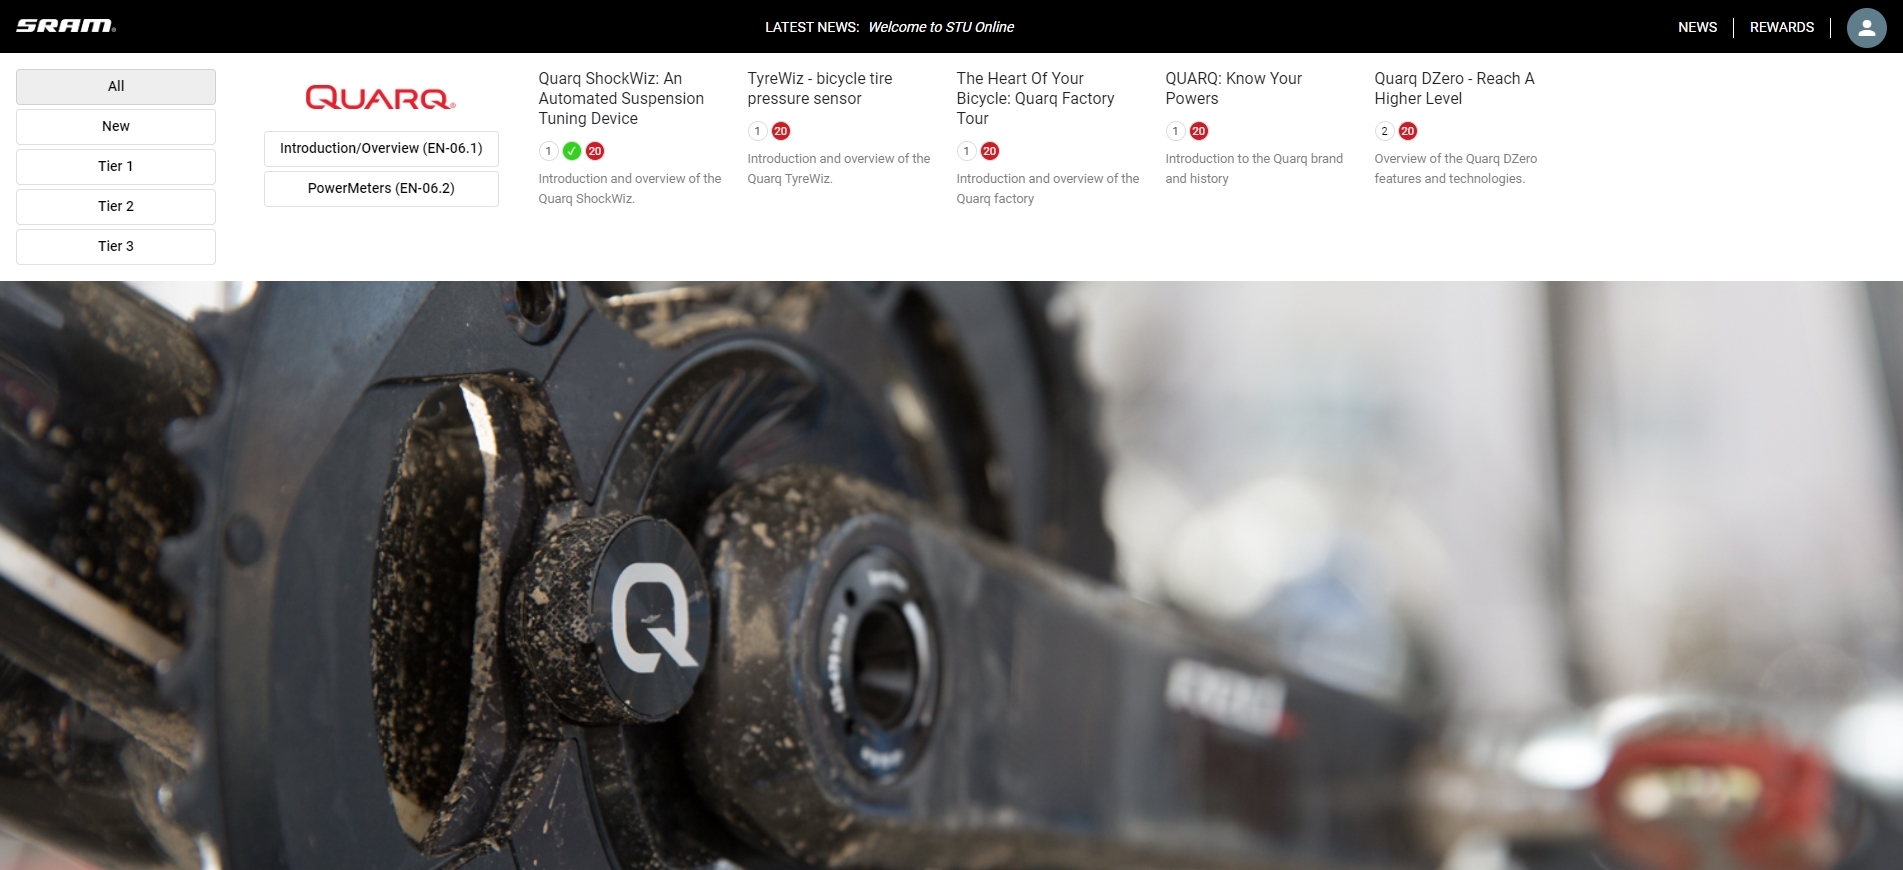 SRAM
LATEST NEWS: Welcome to STU Online
NEWS
REWARDS
All
New
Tier 1
Tier 2
Tier 3
QUARQ
Introduction/Overview (EN-06.1)
PowerMeters (EN-06.2)
Quarq ShockWiz: An
Automated Suspension
Tuning Device
1 ✓ 20
Introduction and overview of the
Quarq ShockWiz.
TyreWiz - bicycle tire
pressure sensor
1 20
Introduction and overview of the
Quarq TyreWiz.
The Heart Of Your
Bicycle: Quarq Factory
Tour
1 20
Introduction and overview of the
Quarq factory
QUARQ: Know Your
Powers
1 20
Introduction to the Quarq brand
and history
Quarq DZero - Reach A
Higher Level
2 20
Overview of the Quarq DZero
features and technologies.
Q